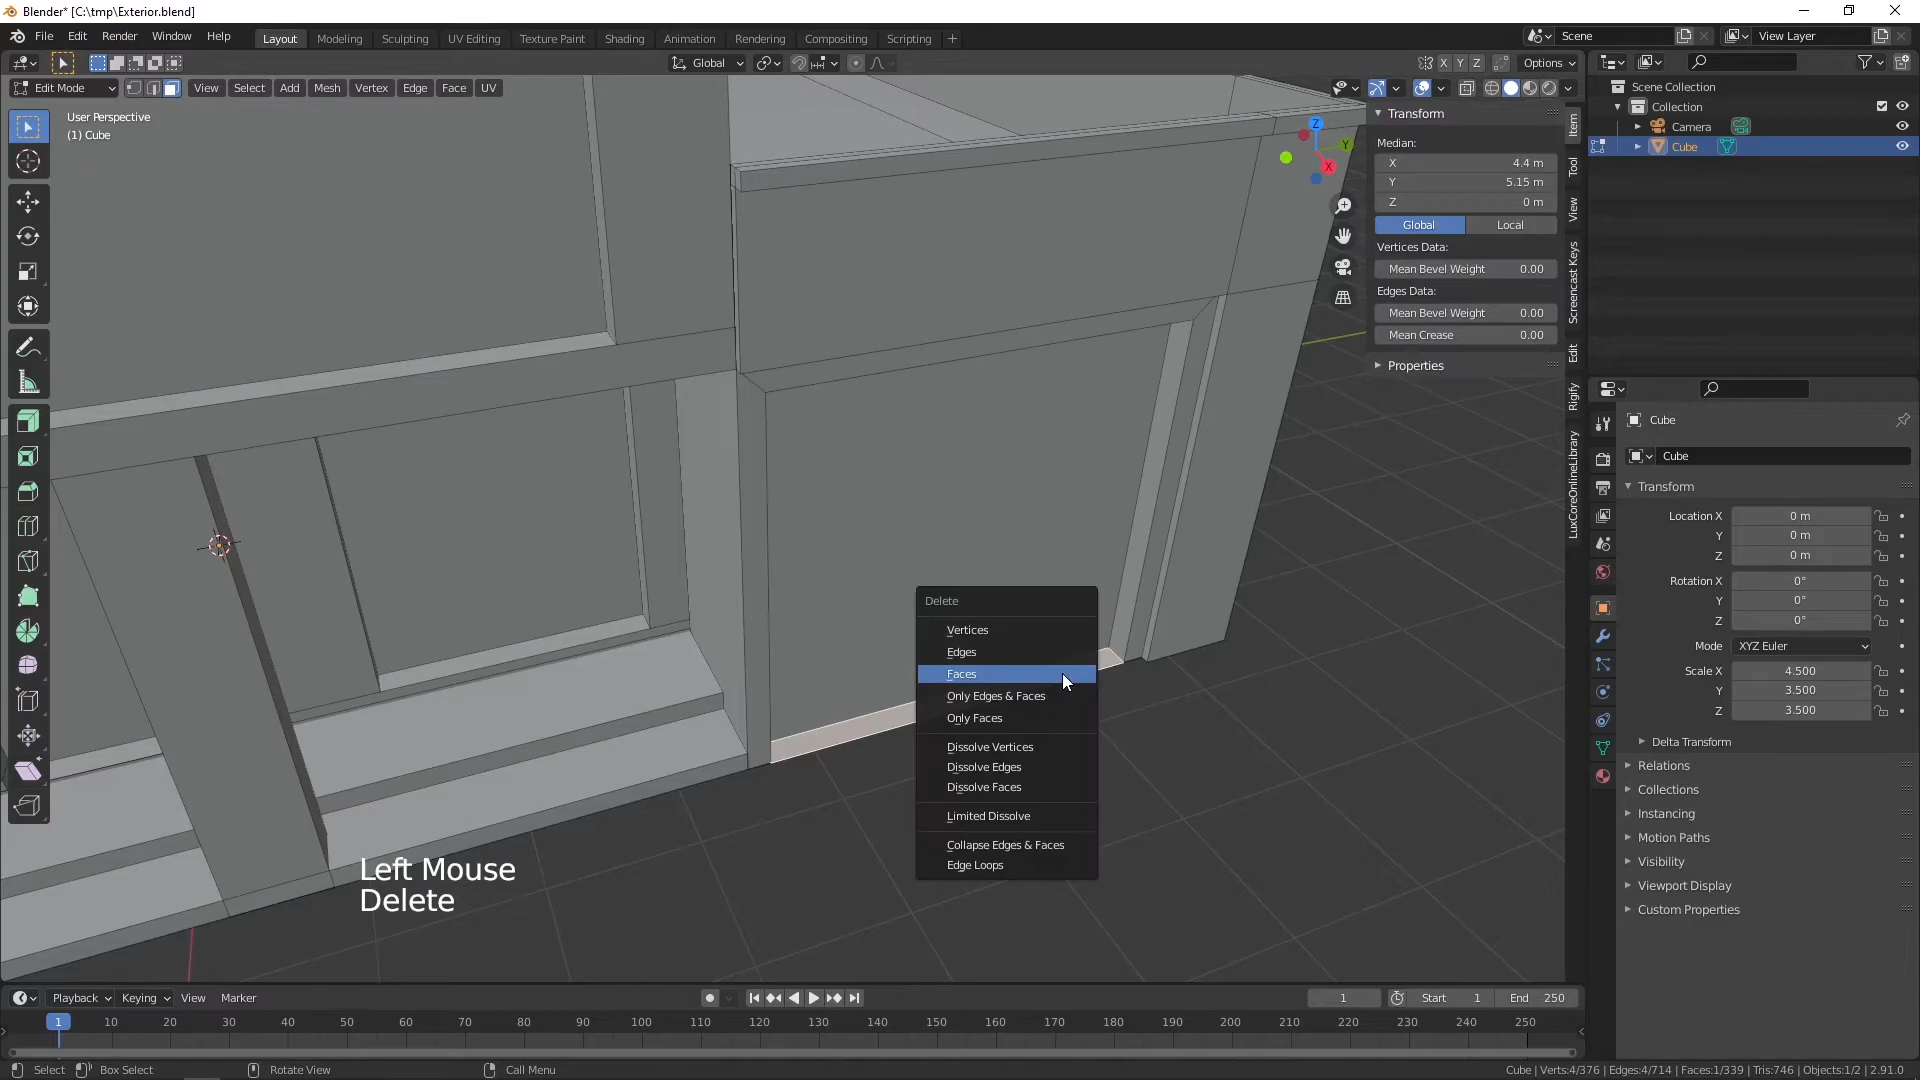 Blender* [C:\tmp\Exterior.blend]
File Edit Render Window Help
Layout Modeling Sculpting UV Editing Texture Paint Shading Animation Rendering Compositing Scripting +
Scene
View Layer
Global
X Y Z
Options
Edit Mode
View Select Add Mesh Vertex Edge Face UV
User Perspective
(1) Cube
Z
Y
X
Transform
Median:
X 4.4 m
Y 5.15 m
Z 0 m
Global Local
Vertices Data:
Mean Bevel Weight 0.00
Edges Data:
Mean Bevel Weight 0.00
Mean Crease 0.00
Properties
Item
Tool
View
Screencast Keys
Edit
Rigify
LuxCoreOnlineLibrary
Scene Collection
Collection
Camera
Cube
Cube
Cube
Transform
Location X 0 m
Y 0 m
Z 0 m
Rotation X 0°
Y 0°
Z 0°
Mode XYZ Euler
Scale X 4.500
Y 3.500
Z 3.500
Delta Transform
Relations
Collections
Instancing
Motion Paths
Visibility
Viewport Display
Custom Properties
Delete
Vertices
Edges
Faces
Only Edges & Faces
Only Faces
Dissolve Vertices
Dissolve Edges
Dissolve Faces
Limited Dissolve
Collapse Edges & Faces
Edge Loops
Left Mouse
Delete
Playback Keying View Marker
1
Start 1
End 250
1 10 20 30 40 50 60 70 80 90 100 110 120 130 140 150 160 170 180 190 200 210 220 230 240 250
Select Box Select Rotate View Call Menu
Cube | Verts:4/376 | Edges:4/714 | Faces:1/339 | Tris:746 | Objects:1/2 | 2.91.0